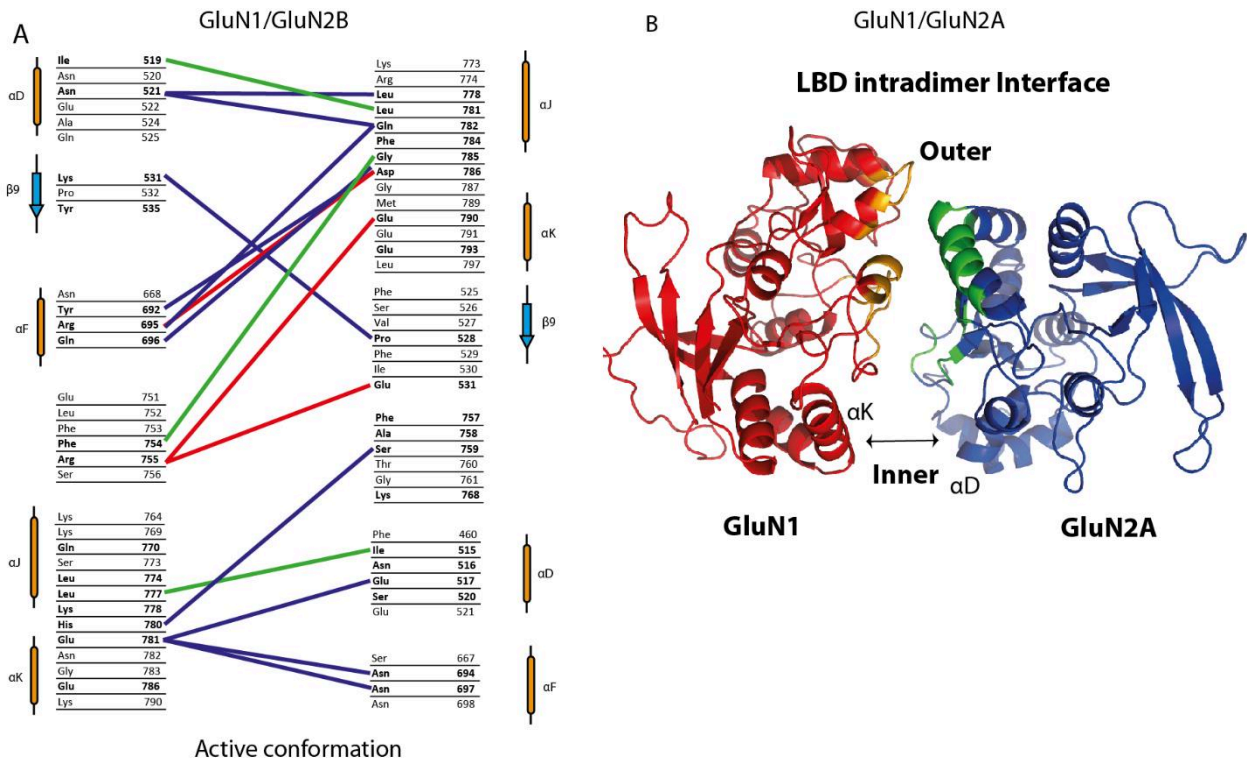 GluN1/GluN2B
A
αD
Ile 519
Asn 520
Asn 521
Glu 522
Ala 524
Gln 525
β9
Lys 531
Pro 532
Tyr 535
αF
Asn 668
Tyr 692
Arg 695
Gln 696
Glu 751
Leu 752
Phe 753
Phe 754
Arg 755
Ser 756
αJ
Lys 764
Lys 769
Gln 770
Ser 773
Leu 774
Leu 777
Lys 778
His 780
Glu 781
αK
Asn 782
Gly 783
Glu 786
Lys 790
Lys 773
Arg 774
Leu 778
Leu 781
Gln 782
Phe 784
Gly 785
Asp 786
Gly 787
Met 789
Glu 790
Glu 791
Glu 793
Leu 797
αJ
αK
Phe 525
Ser 526
Val 527
Pro 528
Phe 529
Ile 530
Glu 531
β9
Phe 757
Ala 758
Ser 759
Thr 760
Gly 761
Lys 768
Phe 460
Ile 515
Asn 516
Glu 517
Ser 520
Glu 521
αD
Ser 667
Asn 694
Asn 697
Asn 698
αF
Active conformation
GluN1/GluN2A
B
LBD intradimer Interface
Outer
αK
Inner
αD
GluN1
GluN2A